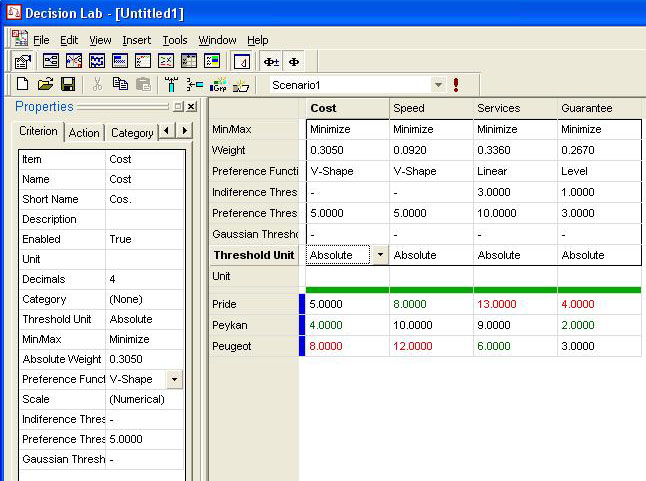 Decision Lab - [Untitled1]
File Edit View Insert Tools Window Help
Φ± Φ
Scenario1
Properties
Criterion Action Category
Item Cost
Name Cost
Short Name Cos.
Description
Enabled True
Unit
Decimals 4
Category (None)
Threshold Unit Absolute
Min/Max Minimize
Absolute Weight 0.3050
Preference Funct V-Shape
Scale (Numerical)
Indiference Thres -
Preference Thres 5.0000
Gaussian Thresh -
Cost Speed Services Guarantee
Min/Max Minimize Minimize Minimize Minimize
Weight 0.3050 0.0920 0.3360 0.2670
Preference Functi V-Shape V-Shape Linear Level
Indiference Thres - - 3.0000 1.0000
Preference Thres 5.0000 5.0000 10.0000 3.0000
Gaussian Thresho - - - -
Threshold Unit Absolute Absolute Absolute Absolute
Unit
Pride 5.0000 8.0000 13.0000 4.0000
Peykan 4.0000 10.0000 9.0000 2.0000
Peugeot 8.0000 12.0000 6.0000 3.0000